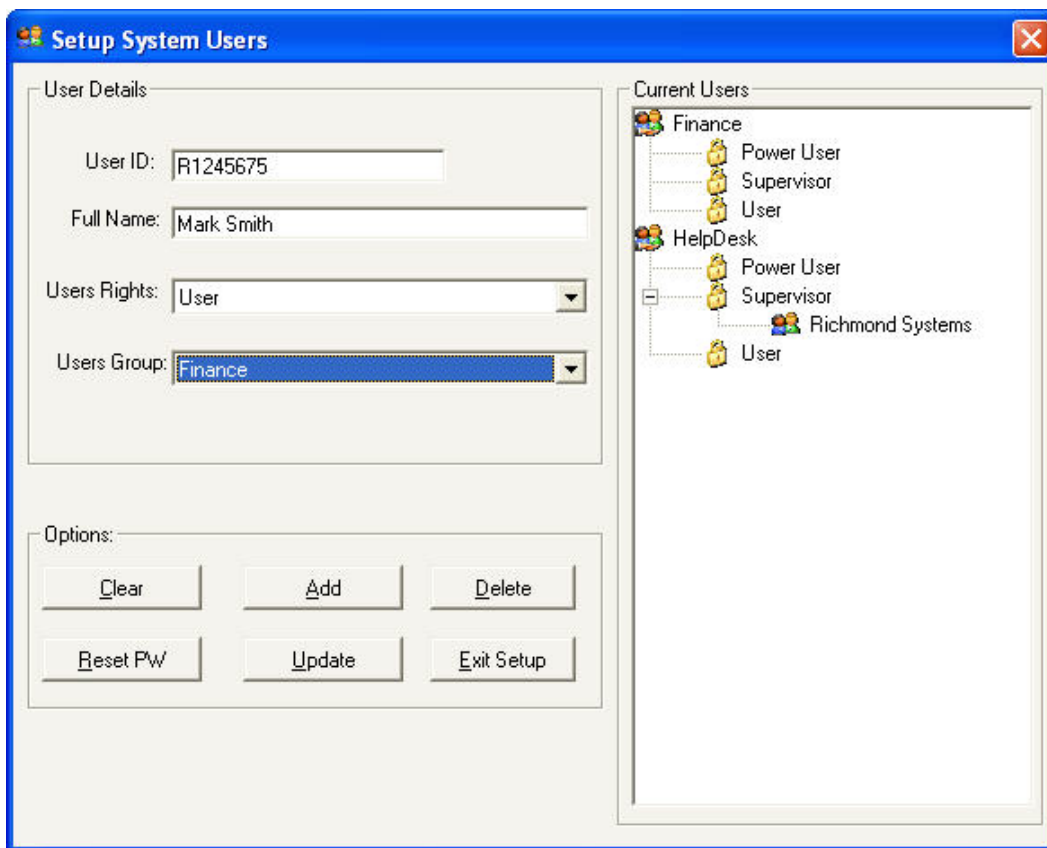 Setup System Users
User Details
User ID: R1245675
Full Name: Mark Smith
Users Rights: User
Users Group: Finance
Options:
Clear Add Delete
Reset PW Update Exit Setup
Current Users
Finance
Power User
Supervisor
User
HelpDesk
Power User
Supervisor
Richmond Systems
User